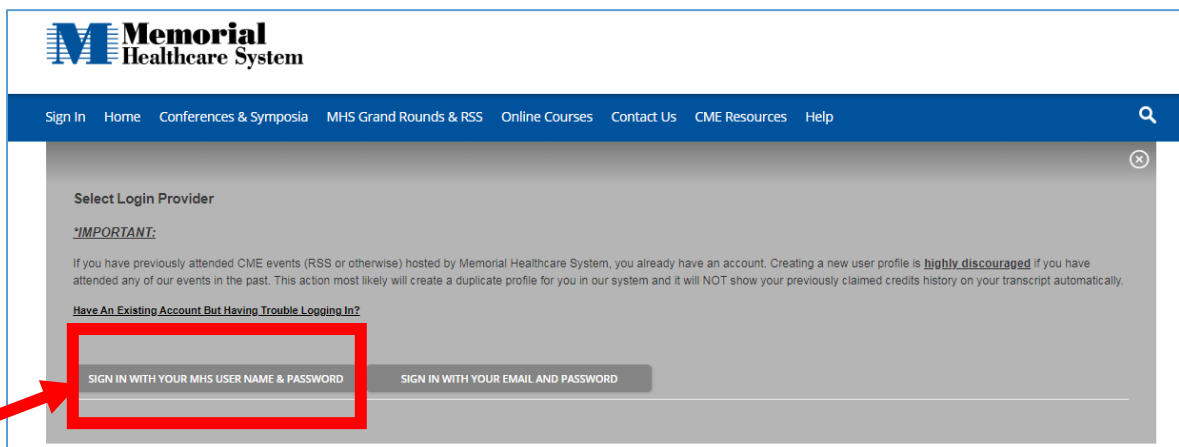 Memorial
Healthcare System
Sign In Home Conferences & Symposia MHS Grand Rounds & RSS Online Courses Contact Us CME Resources Help
Select Login Provider
*IMPORTANT:
If you have previously attended CME events (RSS or otherwise) hosted by Memorial Healthcare System, you already have an account. Creating a new user profile is highly discouraged if you have
attended any of our events in the past. This action most likely will create a duplicate profile for you in our system and it will NOT show your previously claimed credits history on your transcript automatically.
Have An Existing Account But Having Trouble Logging In?
SIGN IN WITH YOUR MHS USER NAME & PASSWORD SIGN IN WITH YOUR EMAIL AND PASSWORD